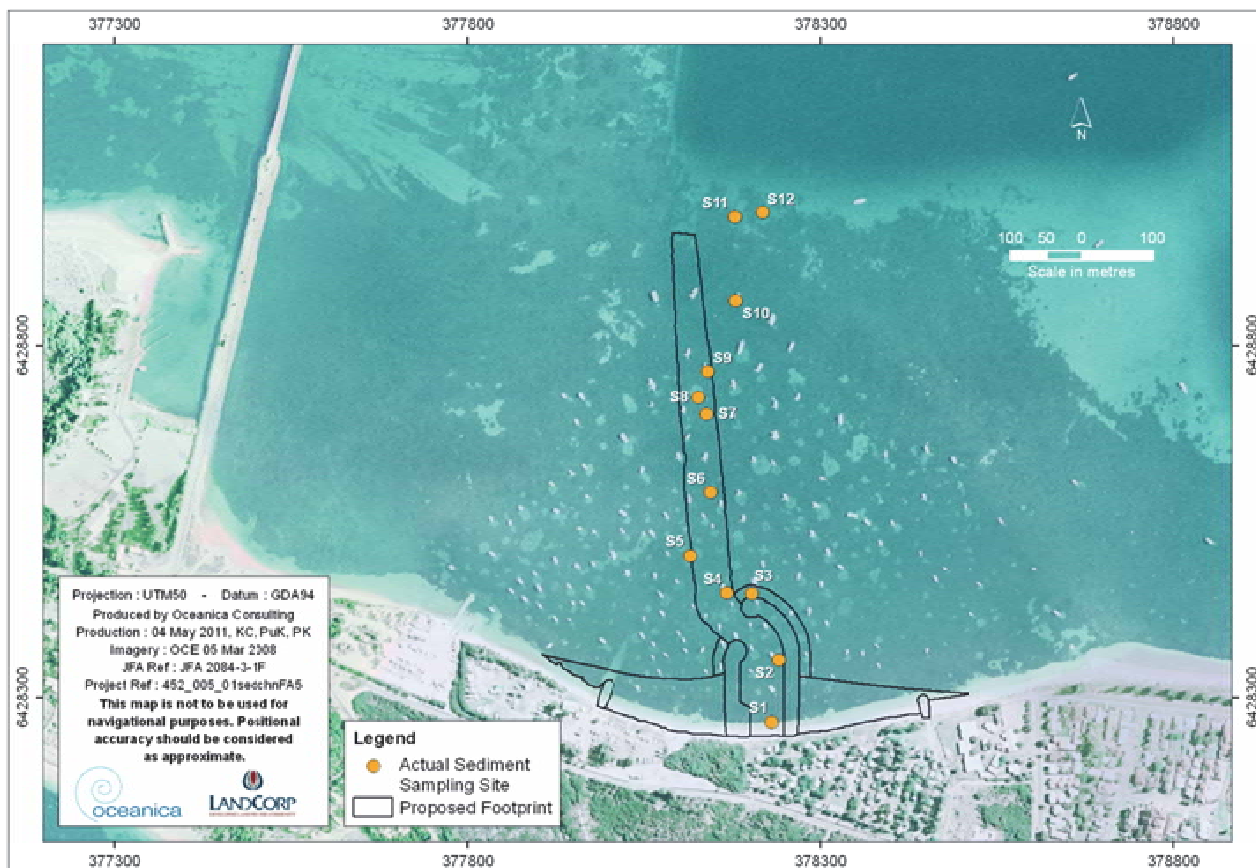 377300
377800
378300
378800
N
S11
S12
100 50 0 100
Scale in metres
S10
6428800
6428800
S9
S8
S7
S6
S5
S4
S3
S2
S1
6428300
6428300
Projection : UTM50 - Datum : GDA94
Produced by Oceanica Consulting
Production : 04 May 2011, KC, PuK, PK
Imagery : OCE 05 Mar 2008
JFA Ref : JFA 2084-3-1F
Project Ref : 452_005_01sedchnFA5
This map is not to be used for
navigational purposes. Positional
accuracy should be considered
as approximate.
oceanica
LANDCORP
Legend
Actual Sediment
Sampling Site
Proposed Footprint
377300
377800
378300
378800